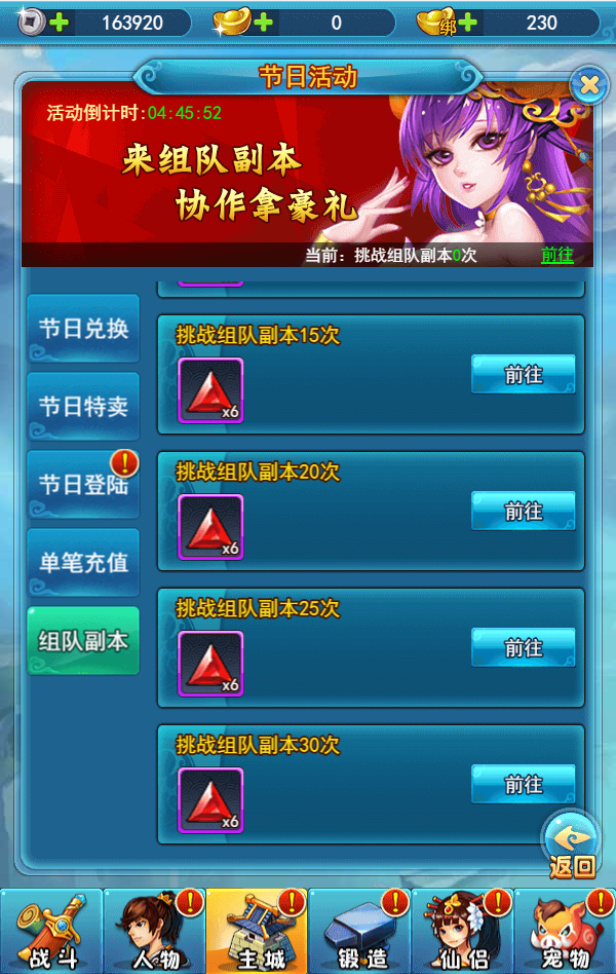 163920
0
绑
230
节日活动
活动倒计时:04:45:52
来组队副本
协作拿豪礼
当前：挑战组队副本0次
前往
节日兑换
节日特卖
节日登陆
单笔充值
组队副本
挑战组队副本15次
x6
前往
挑战组队副本20次
x6
前往
挑战组队副本25次
x6
前往
挑战组队副本30次
x6
前往
返回
战斗
人物
主城
锻造
仙侣
宠物